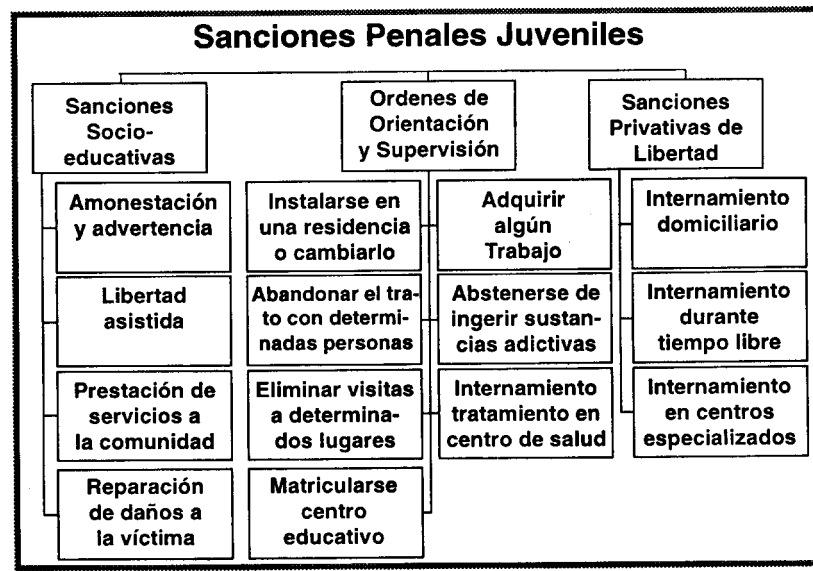 Sanciones Penales Juveniles
Sanciones
Socio-
educativas
Amonestación
y advertencia
Libertad
asistida
Prestación de
servicios a
la comunidad
Reparación
de daños a
la víctima
Ordenes de
Orientación
y Supervisión
Instalarse en
una residencia
o cambiarlo
Abandonar el tra-
to con determi-
nadas personas
Eliminar visitas
a determina-
dos lugares
Matricularse
centro
educativo
Adquirir
algún
Trabajo
Abstenerse de
ingerir sustan-
cias adictivas
Internamiento
tratamiento en
centro de salud
Sanciones
Privativas de
Libertad
Internamiento
domiciliario
Internamiento
durante
tiempo libre
Internamiento
en centros
especializados